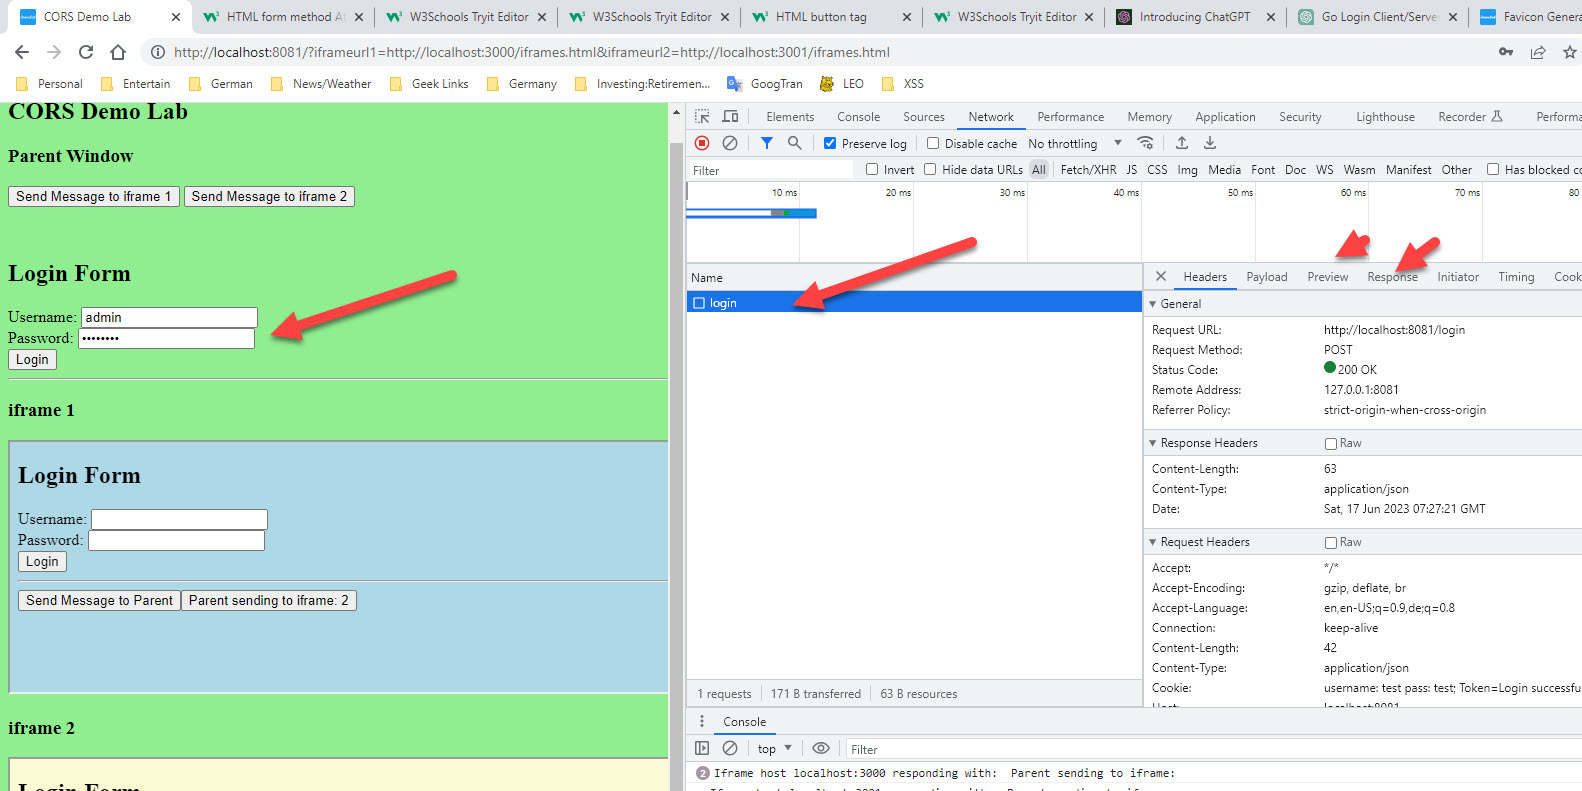 CORS Demo Lab
HTML form method At
W3Schools Tryit Editor
W3Schools Tryit Editor
HTML button tag
W3Schools Tryit Editor
Introducing ChatGPT
Go Login Client/Serve
Favicon Genera
http://localhost:8081/?iframeurl1=http://localhost:3000/iframes.html&iframeurl2=http://localhost:3001/iframes.html
Personal
Entertain
German
News/Weather
Geek Links
Germany
Investing:Retiremen...
GoogTran
LEO
XSS
CORS Demo Lab
Parent Window
Send Message to iframe 1
Send Message to iframe 2
Login Form
Username: admin
Password: ••••••••
Login
iframe 1
Login Form
Username:
Password:
Login
Send Message to Parent
Parent sending to iframe: 2
iframe 2
Login Form
Elements
Console
Sources
Network
Performance
Memory
Application
Security
Lighthouse
Recorder
Performa
Preserve log
Disable cache
No throttling
Filter
Invert
Hide data URLs
All
Fetch/XHR
JS
CSS
Img
Media
Font
Doc
WS
Wasm
Manifest
Other
Has blocked co
10 ms
20 ms
30 ms
40 ms
50 ms
60 ms
70 ms
80
Name
login
Headers
Payload
Preview
Response
Initiator
Timing
Cook
General
Request URL: http://localhost:8081/login
Request Method: POST
Status Code: 200 OK
Remote Address: 127.0.0.1:8081
Referrer Policy: strict-origin-when-cross-origin
Response Headers
Raw
Content-Length: 63
Content-Type: application/json
Date: Sat, 17 Jun 2023 07:27:21 GMT
Request Headers
Raw
Accept: */*
Accept-Encoding: gzip, deflate, br
Accept-Language: en,en-US;q=0.9,de;q=0.8
Connection: keep-alive
Content-Length: 42
Content-Type: application/json
Cookie: username: test pass: test; Token=Login successfu
Host: localhost:8081
1 requests
171 B transferred
63 B resources
Console
top
Filter
2 Iframe host localhost:3000 responding with: Parent sending to iframe: